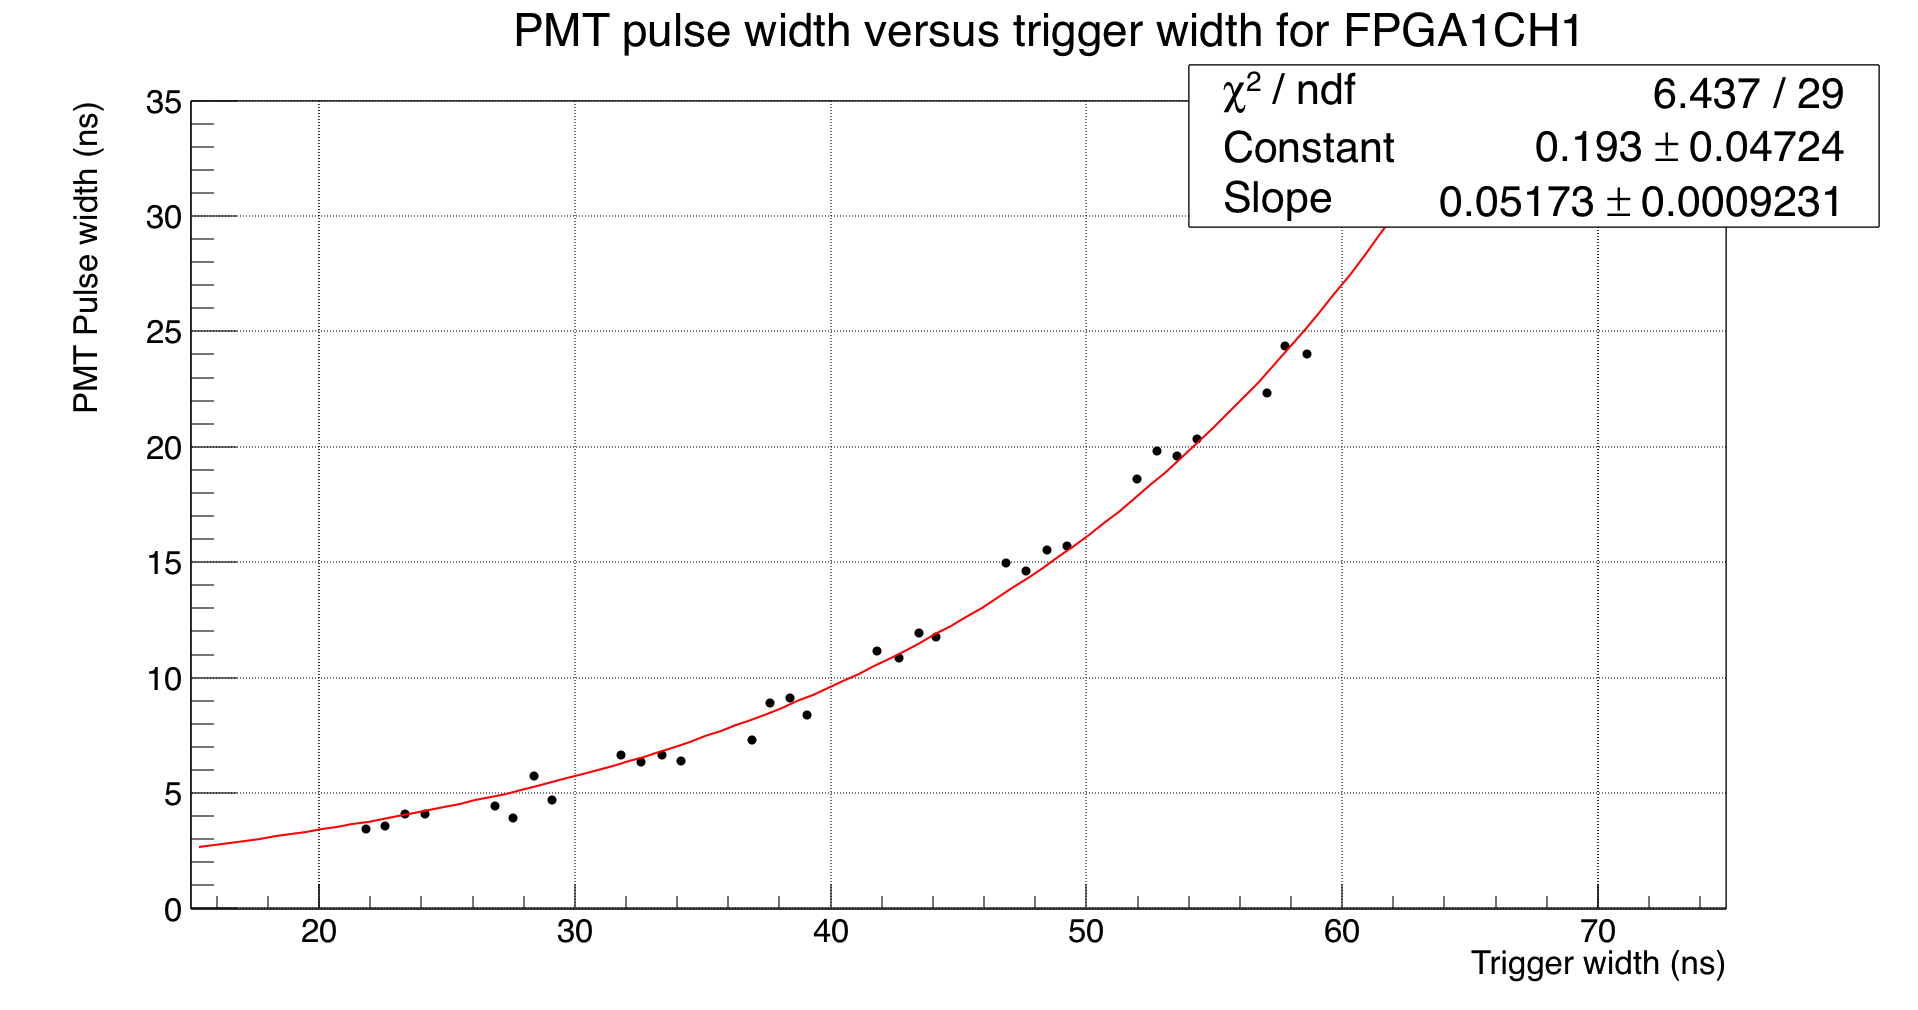 PMT pulse width versus trigger width for FPGA1CH1
χ² / ndf 6.437 / 29
Constant 0.193 ± 0.04724
Slope 0.05173 ± 0.0009231
PMT Pulse width (ns)
35
30
25
20
15
10
5
0
20 30 40 50 60 70
Trigger width (ns)